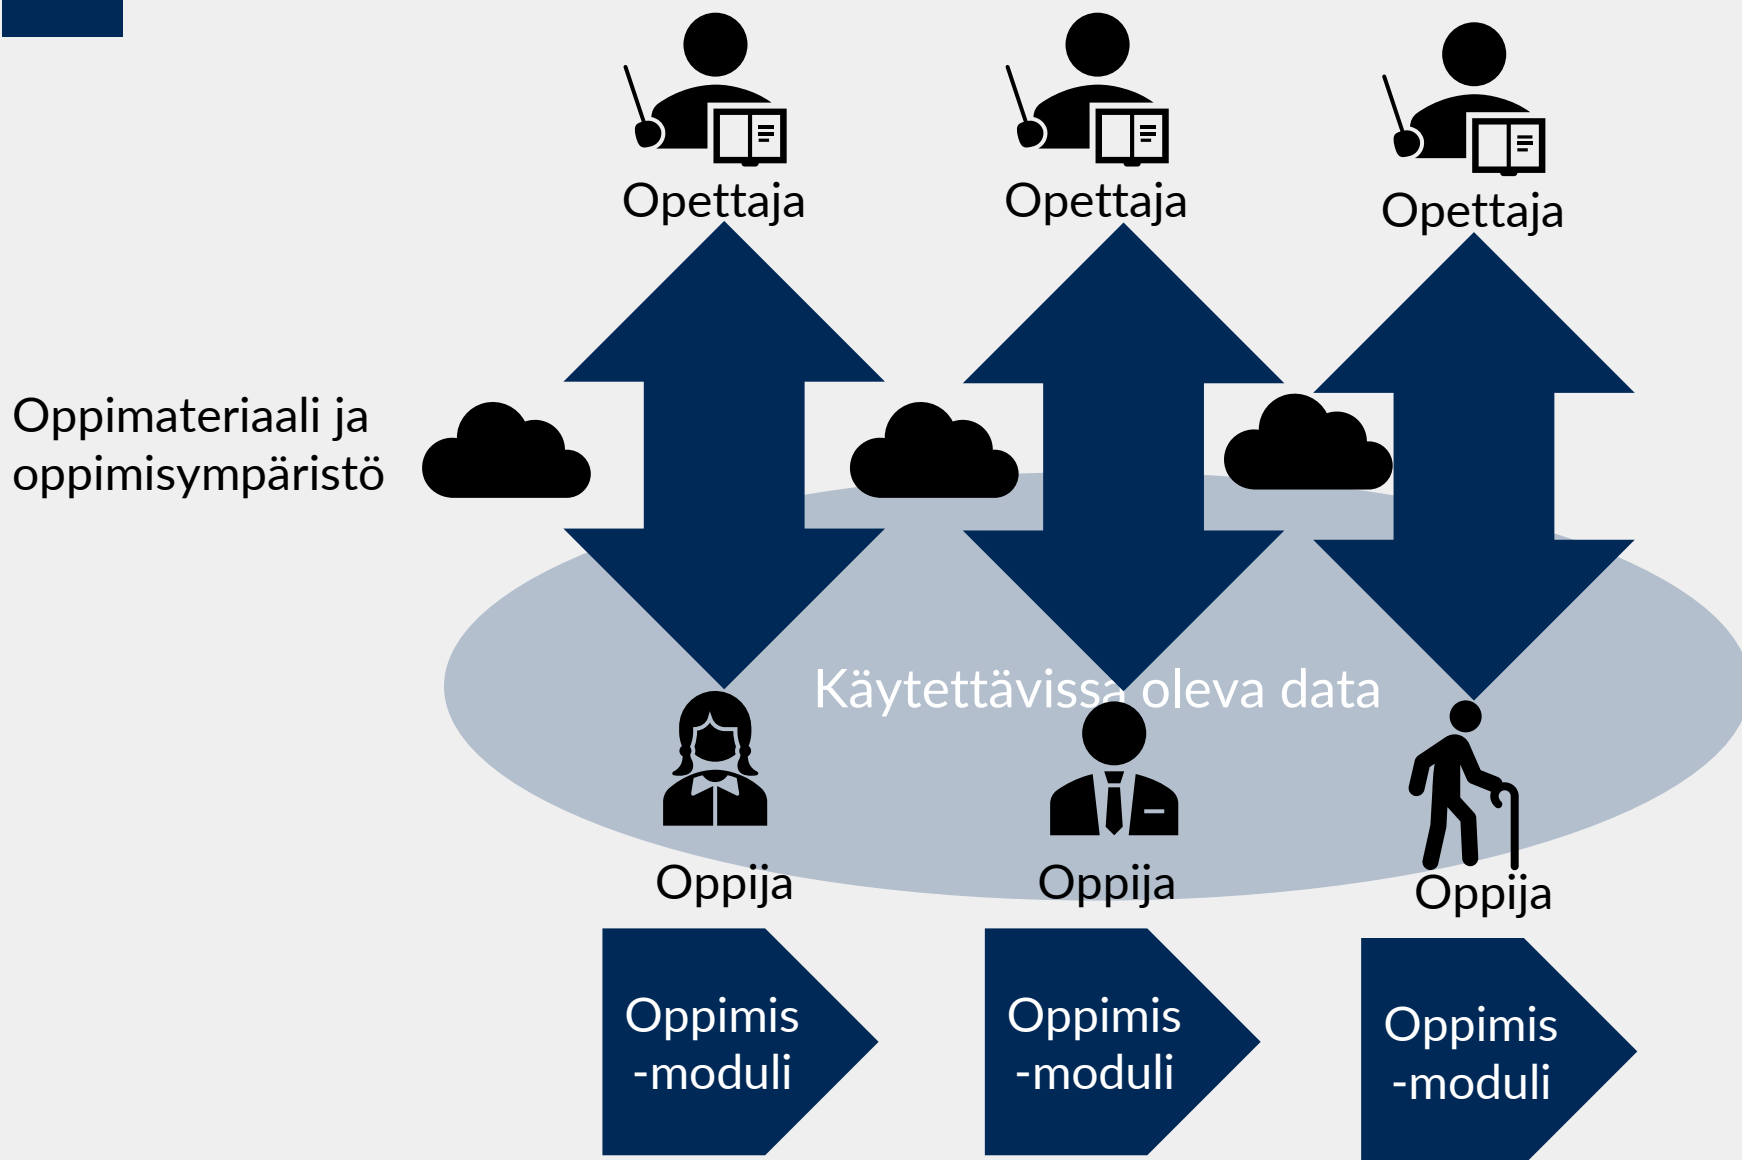 Opettaja
Opettaja
Opettaja
Oppimateriaali ja
oppimisympäristö
Käytettävissä oleva data
Oppija
Oppija
Oppija
Oppimis
-moduli
Oppimis
-moduli
Oppimis
-moduli